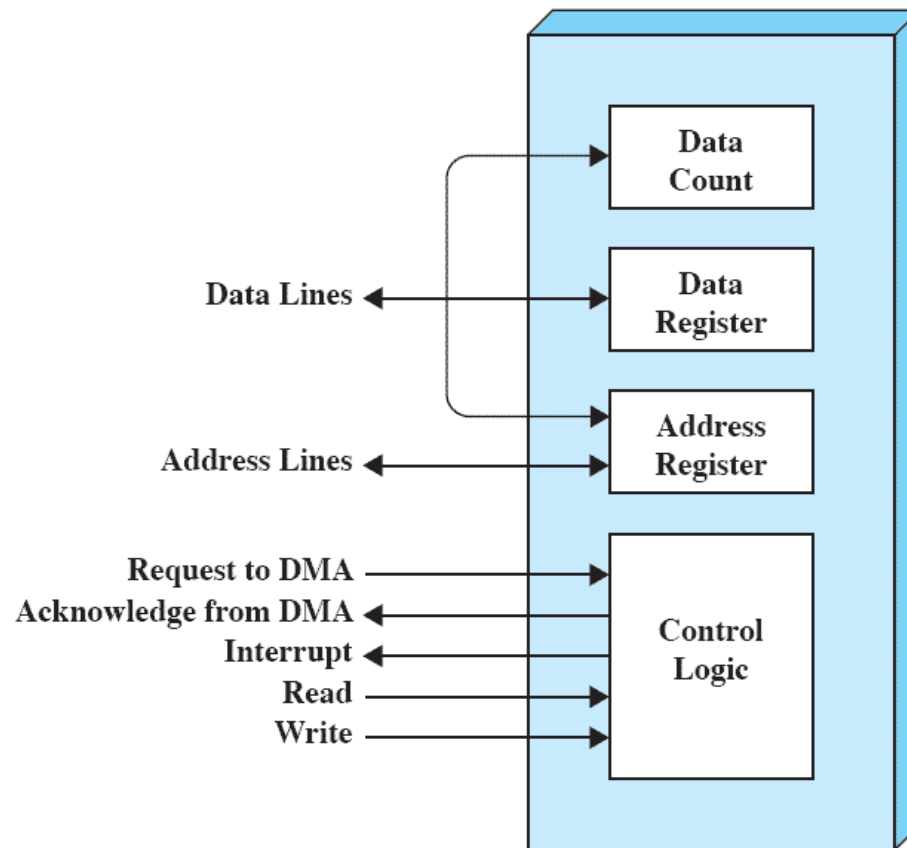 Data
Count
Data Lines
Data
Register
Address Lines
Address
Register
Request to DMA
Acknowledge from DMA
Interrupt
Read
Write
Control
Logic